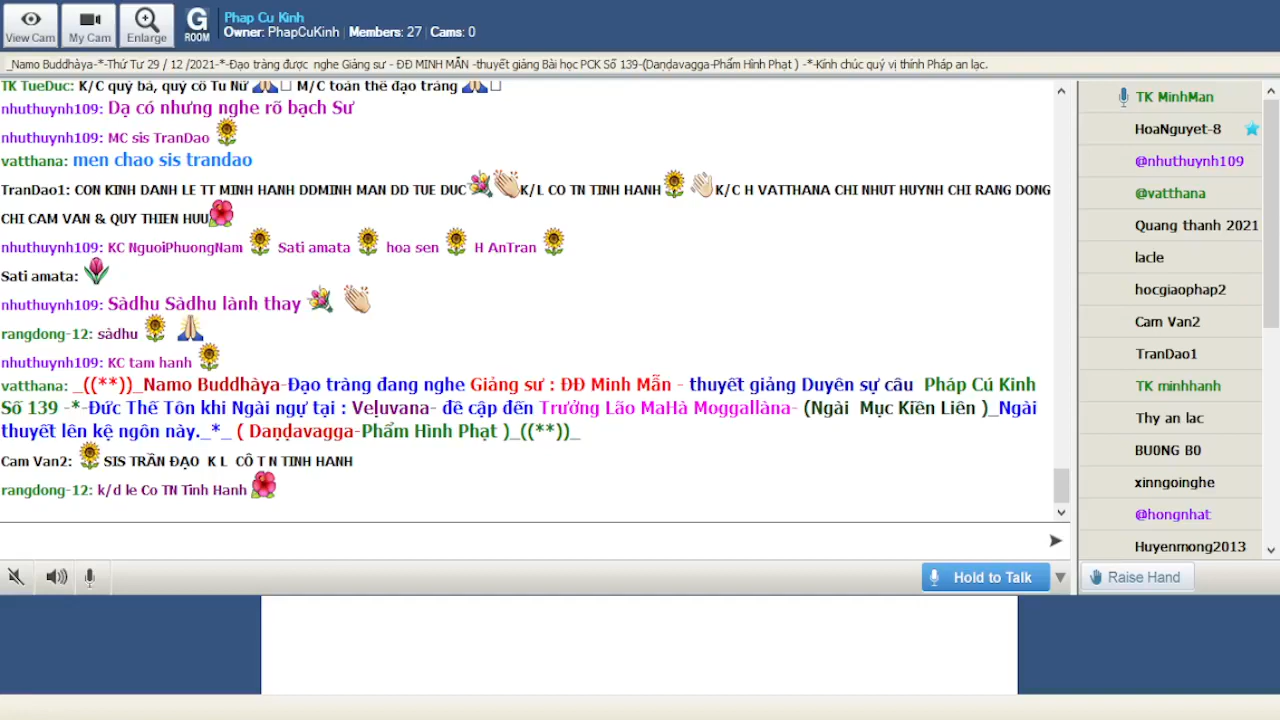 View Cam
My Cam
Enlarge
G
ROOM
Phap Cu Kinh
Owner: PhapCuKinh | Members: 27 | Cams: 0
_Namo Buddhàya-*-Thứ Tư 29 / 12 /2021-*-Đạo tràng được nghe Giảng sư - ĐĐ MINH MẪN -thuyết giảng Bài học PCK Số 139-(Daṇḍavagga-Phẩm Hình Phạt ) -*-Kính chúc quý vị thính Pháp an lạc.
TK TueDuc: K/C quý bà, quý cô Tu Nữ 🙏 M/C toàn thể đạo tràng 🙏
nhuthuynh109: Dạ có nhưng nghe rõ bạch Sư
nhuthuynh109: MC sis TranDao 🌻
vatthana: men chao sis trandao
TranDao1: CON KINH DANH LE TT MINH HANH DDMINH MAN DD TUE DUC💐👏K/L CO TN TINH HANH🌻👋K/C H VATTHANA CHI NHUT HUYNH CHI RANG DONG
CHI CAM VAN & QUY THIEN HUU🌺
nhuthuynh109: KC NguoiPhuongNam 🌻 Sati amata 🌻 hoa sen 🌻 H AnTran 🌻
Sati amata: 🌷
nhuthuynh109: Sàdhu Sàdhu lành thay 💐 👏
rangdong-12: sàdhu 🌻 🙏
nhuthuynh109: KC tam hanh 🌻
vatthana: _((**))_Namo Buddhàya-Đạo tràng đang nghe Giảng sư : ĐĐ Minh Mẫn - thuyết giảng Duyên sự câu Pháp Cú Kinh
Số 139 -*-Đức Thế Tôn khi Ngài ngự tại : Veḷuvana- đề cập đến Trưởng Lão MaHà Moggallàna- (Ngài Mục Kiền Liên )_Ngài
thuyết lên kệ ngôn này._*_ ( Daṇḍavagga-Phẩm Hình Phạt )_((**))_
Cam Van2: 🌻SIS TRẦN ĐẠO K L CÔ T N TINH HANH
rangdong-12: k/d le Co TN Tinh Hanh 🌺
Hold to Talk
TK MinhMan
HoaNguyet-8
@nhuthuynh109
@vatthana
Quang thanh 2021
lacle
hocgiaophap2
Cam Van2
TranDao1
TK minhhanh
Thy an lac
BU0NG B0
xinngoinghe
@hongnhat
Huyenmong2013
Raise Hand